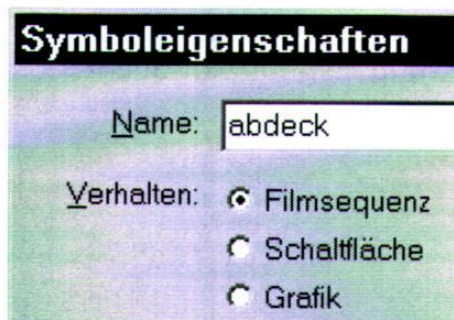 Symboleigenschaften
Name: abdeck
Verhalten: Filmsequenz
Schaltfläche
Grafik